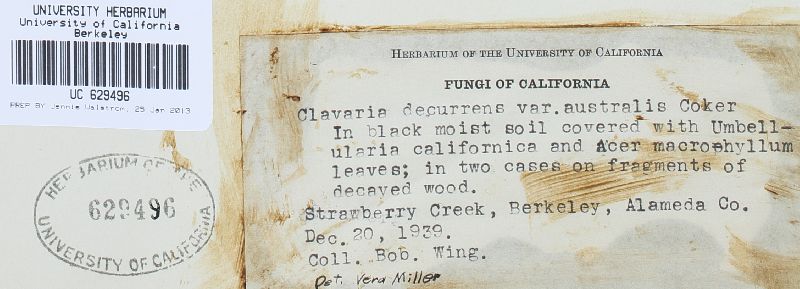 UNIVERSITY HERBARIUM
University of California
Berkeley
UC 629496
PREP BY Jennie Walstrom, 25 Jan 2013
HERBARIUM OF THE
629496
UNIVERSITY OF CALIFORNIA
HERBARIUM OF THE UNIVERSITY OF CALIFORNIA
FUNGI OF CALIFORNIA
Clavaria decurrens var. australis Coker
In black moist soil covered with Umbell-
ularia californica and Acer macrophyllum
leaves; in two cases on fragments of
decayed wood.
Strawberry Creek, Berkeley, Alameda Co.
Dec. 20, 1939.
Coll. Bob. Wing.
Det. Vera Miller